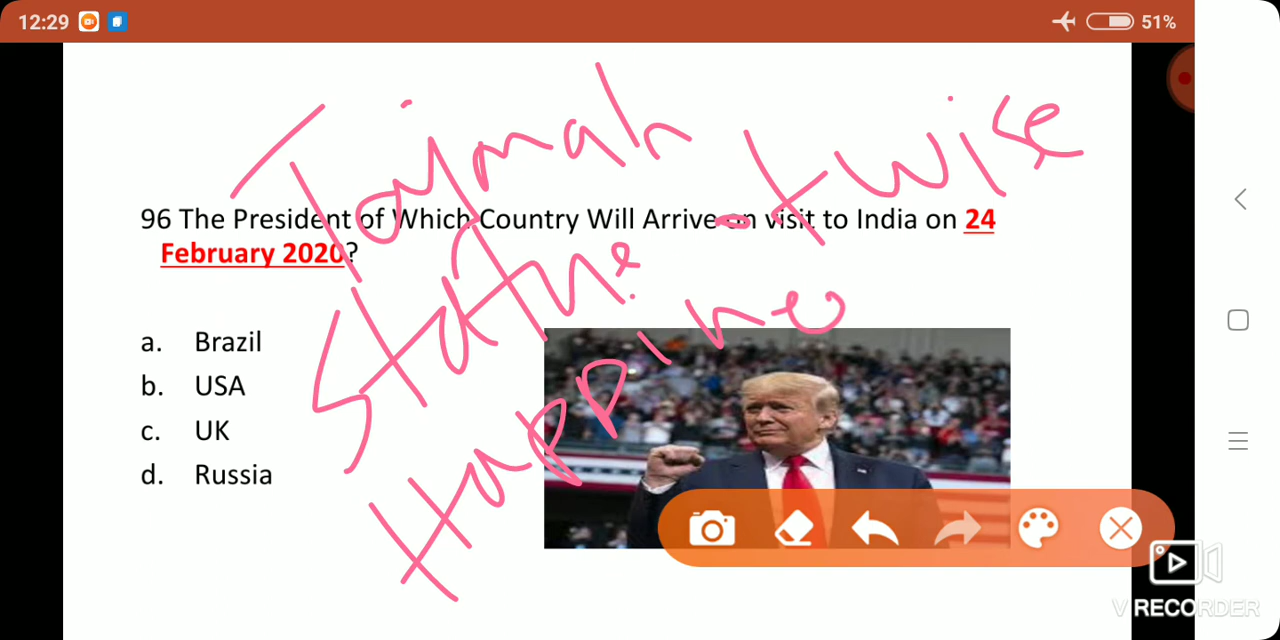 12:29
51%
Tajmah
Statue - twise
Happine
96 The President of Which Country Will Arrive on visit to India on 24
February 2020?
a. Brazil
b. USA
c. UK
d. Russia
V RECORDER